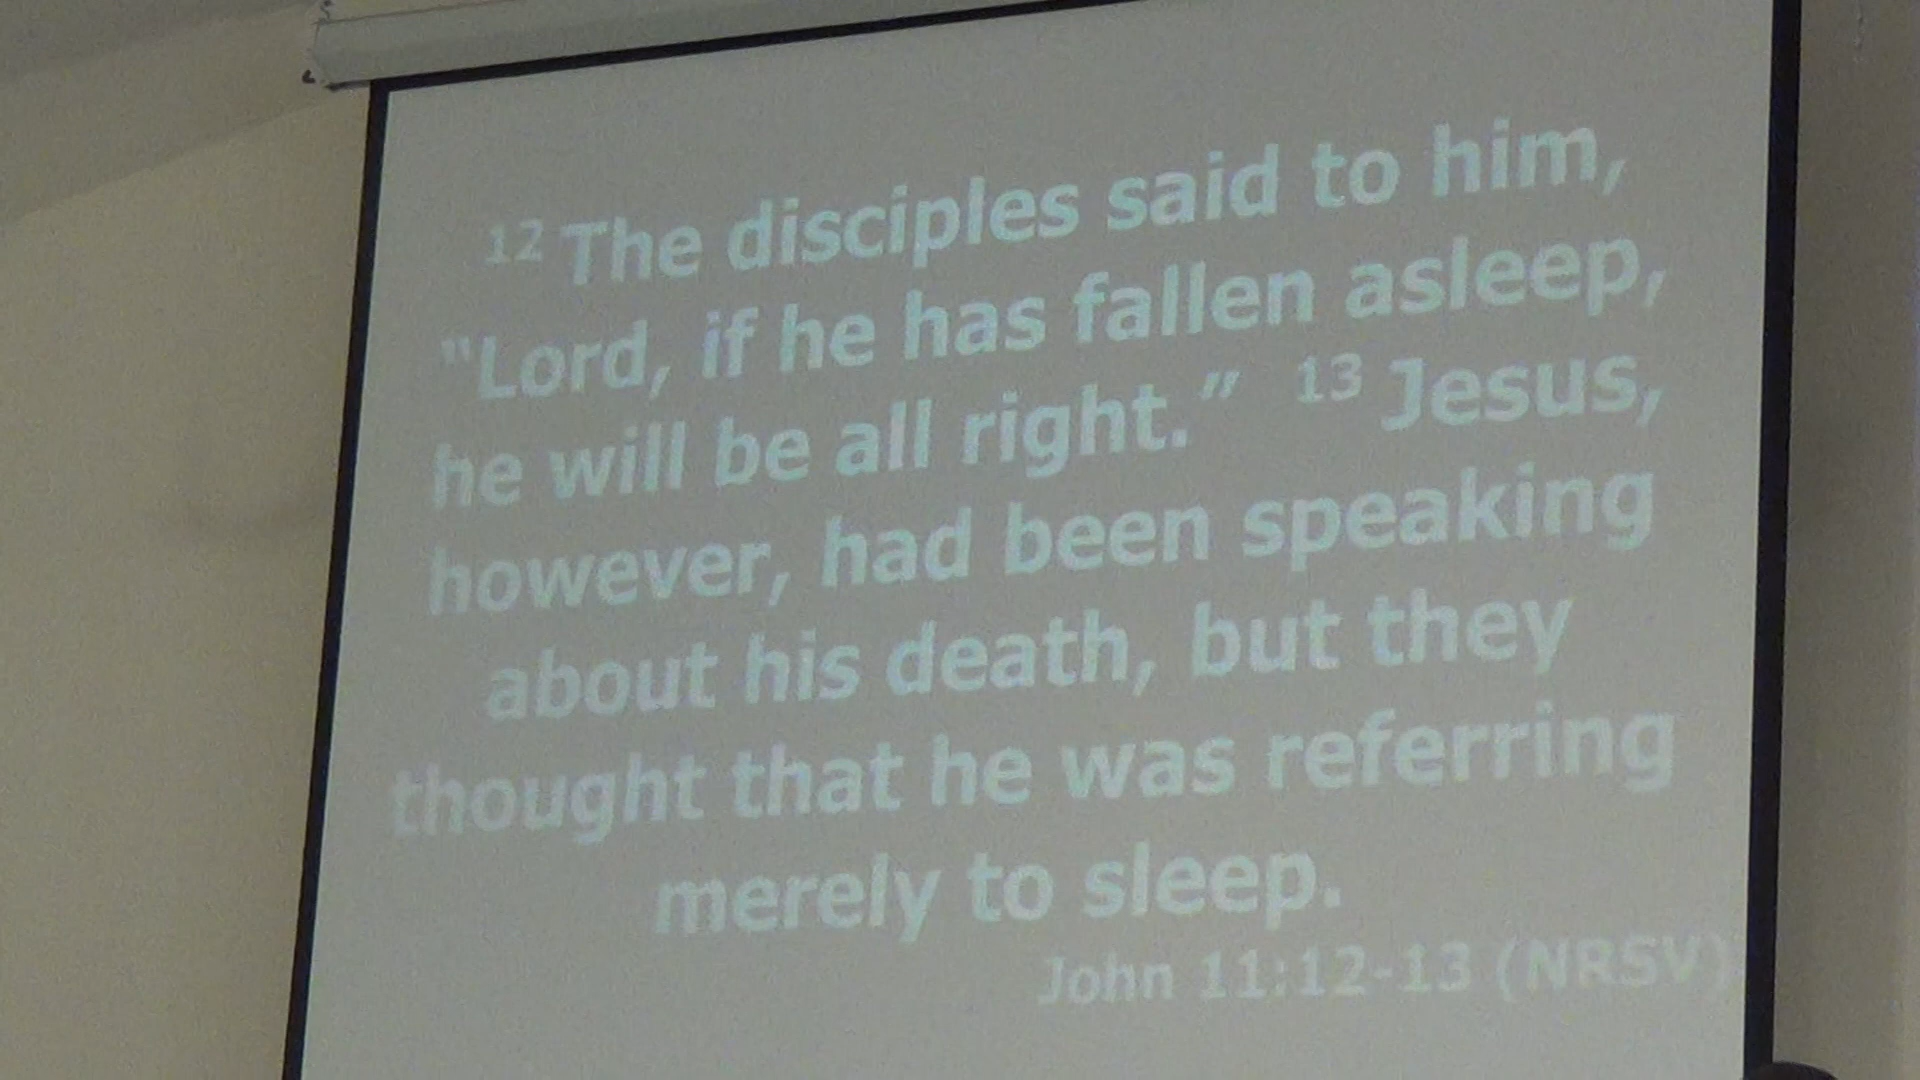 12 The disciples said to him,
"Lord, if he has fallen asleep,
he will be all right.” 13 Jesus,
however, had been speaking
about his death, but they
thought that he was referring
merely to sleep.
John 11:12-13 (NRSV)